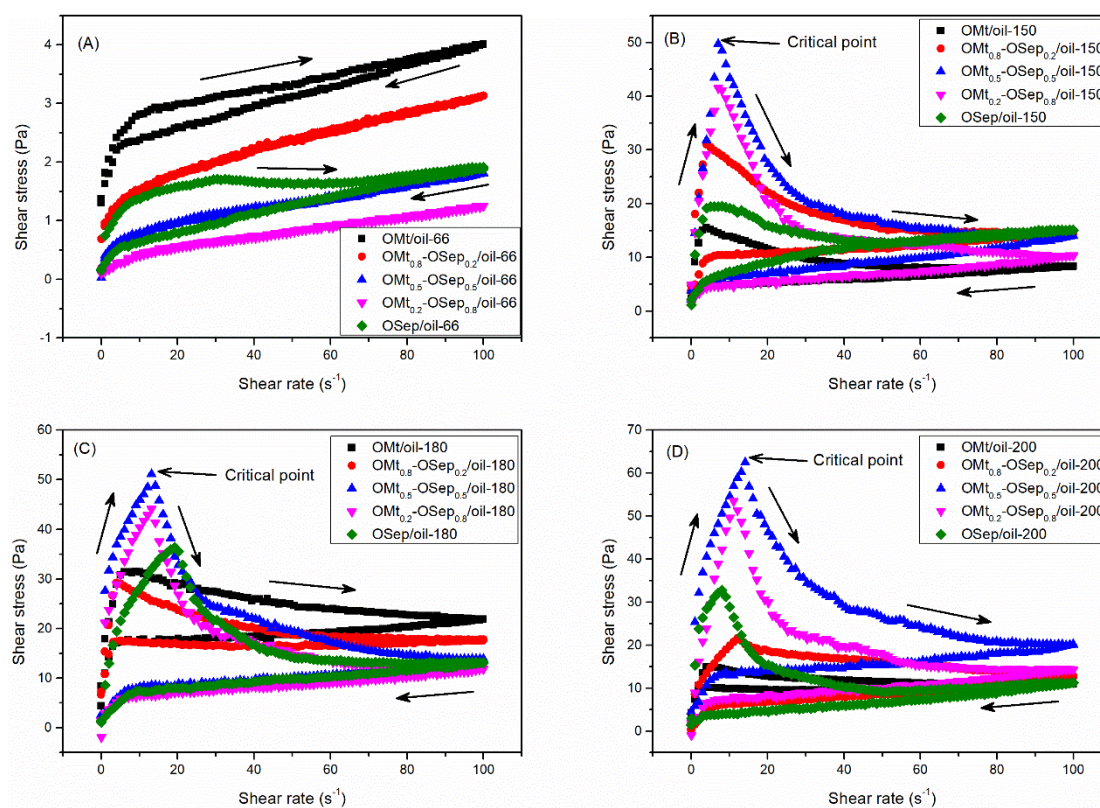 (A)
4
3
2
1
0
-1
Shear stress (Pa)
0 20 40 60 80 100
Shear rate (s⁻¹)
OMt/oil-66
OMt₀.₈-OSep₀.₂/oil-66
OMt₀.₅-OSep₀.₅/oil-66
OMt₀.₂-OSep₀.₈/oil-66
OSep/oil-66
(B)
Critical point
50
40
30
20
10
0
Shear stress (Pa)
0 20 40 60 80 100
Shear rate (s⁻¹)
OMt/oil-150
OMt₀.₈-OSep₀.₂/oil-150
OMt₀.₅-OSep₀.₅/oil-150
OMt₀.₂-OSep₀.₈/oil-150
OSep/oil-150
(C)
Critical point
60
50
40
30
20
10
0
Shear stress (Pa)
0 20 40 60 80 100
Shear rate (s⁻¹)
OMt/oil-180
OMt₀.₈-OSep₀.₂/oil-180
OMt₀.₅-OSep₀.₅/oil-180
OMt₀.₂-OSep₀.₈/oil-180
OSep/oil-180
(D)
Critical point
70
60
50
40
30
20
10
0
Shear stress (Pa)
0 20 40 60 80 100
Shear rate (s⁻¹)
OMt/oil-200
OMt₀.₈-OSep₀.₂/oil-200
OMt₀.₅-OSep₀.₅/oil-200
OMt₀.₂-OSep₀.₈/oil-200
OSep/oil-200